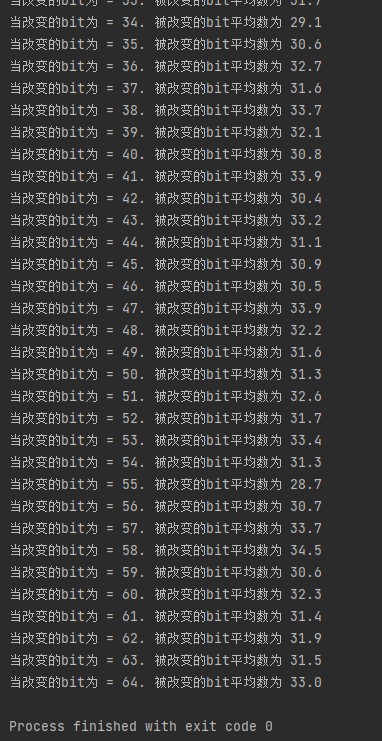 当改变的bit为 = 33. 被改变的bit平均数为 31.7
当改变的bit为 = 34. 被改变的bit平均数为 29.1
当改变的bit为 = 35. 被改变的bit平均数为 30.6
当改变的bit为 = 36. 被改变的bit平均数为 32.7
当改变的bit为 = 37. 被改变的bit平均数为 31.6
当改变的bit为 = 38. 被改变的bit平均数为 33.7
当改变的bit为 = 39. 被改变的bit平均数为 32.1
当改变的bit为 = 40. 被改变的bit平均数为 30.8
当改变的bit为 = 41. 被改变的bit平均数为 33.9
当改变的bit为 = 42. 被改变的bit平均数为 30.4
当改变的bit为 = 43. 被改变的bit平均数为 33.2
当改变的bit为 = 44. 被改变的bit平均数为 31.1
当改变的bit为 = 45. 被改变的bit平均数为 30.9
当改变的bit为 = 46. 被改变的bit平均数为 30.5
当改变的bit为 = 47. 被改变的bit平均数为 33.9
当改变的bit为 = 48. 被改变的bit平均数为 32.2
当改变的bit为 = 49. 被改变的bit平均数为 31.6
当改变的bit为 = 50. 被改变的bit平均数为 31.3
当改变的bit为 = 51. 被改变的bit平均数为 32.6
当改变的bit为 = 52. 被改变的bit平均数为 31.7
当改变的bit为 = 53. 被改变的bit平均数为 33.4
当改变的bit为 = 54. 被改变的bit平均数为 31.3
当改变的bit为 = 55. 被改变的bit平均数为 28.7
当改变的bit为 = 56. 被改变的bit平均数为 30.7
当改变的bit为 = 57. 被改变的bit平均数为 33.7
当改变的bit为 = 58. 被改变的bit平均数为 34.5
当改变的bit为 = 59. 被改变的bit平均数为 30.6
当改变的bit为 = 60. 被改变的bit平均数为 32.3
当改变的bit为 = 61. 被改变的bit平均数为 31.4
当改变的bit为 = 62. 被改变的bit平均数为 31.9
当改变的bit为 = 63. 被改变的bit平均数为 31.5
当改变的bit为 = 64. 被改变的bit平均数为 33.0
Process finished with exit code 0